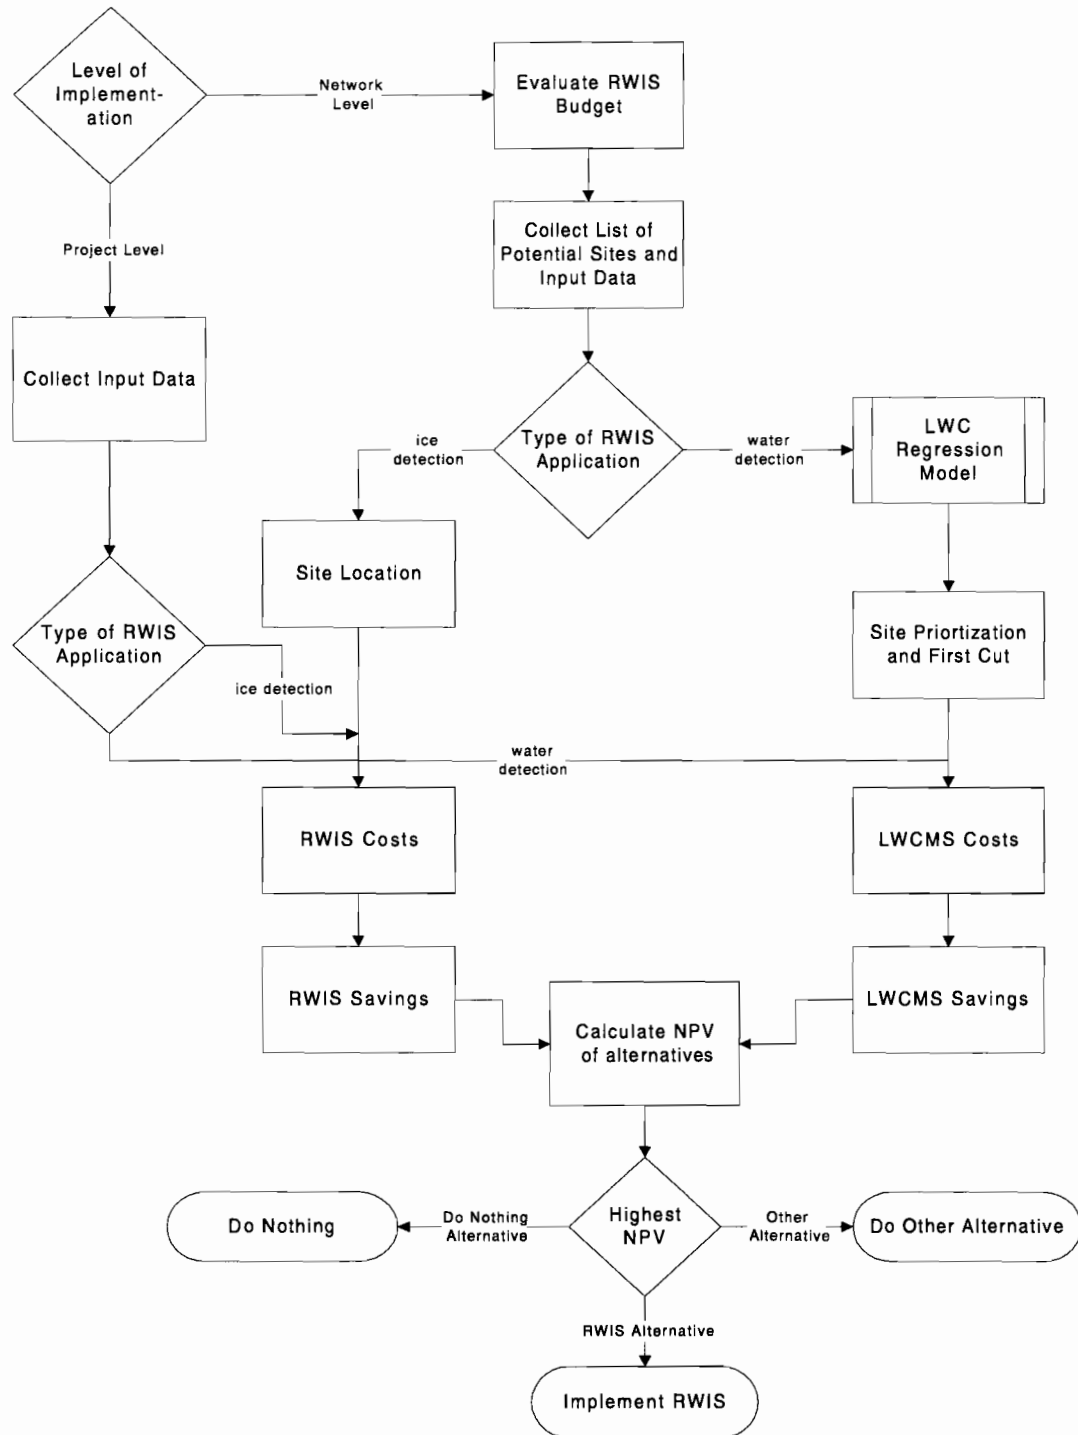 Level of
Implement-
ation
Network
Level
Evaluate RWIS
Budget
Project Level
Collect List of
Potential Sites and
Input Data
Collect Input Data
ice
detection
Type of RWIS
Application
water
detection
LWC
Regression
Model
Site Location
Type of RWIS
Application
ice detection
Site Priortization
and First Cut
water
detection
RWIS Costs
LWCMS Costs
RWIS Savings
Calculate NPV
of alternatives
LWCMS Savings
Do Nothing
Do Nothing
Alternative
Highest
NPV
Other
Alternative
Do Other Alternative
RWIS Alternative
Implement RWIS